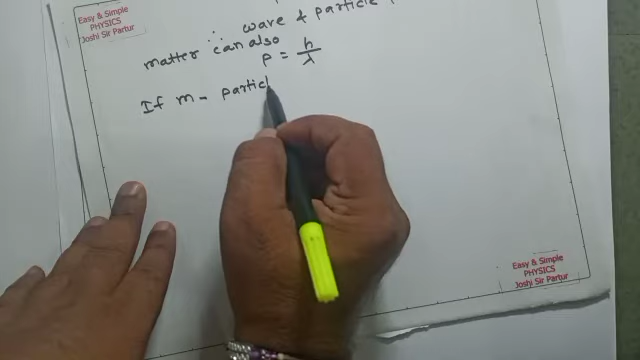 Easy & Simple
PHYSICS
Joshi Sir Partur
∴ wave & particle
matter can also
P = h/λ
If m - particl
Easy & Simple
PHYSICS
Joshi Sir Partur